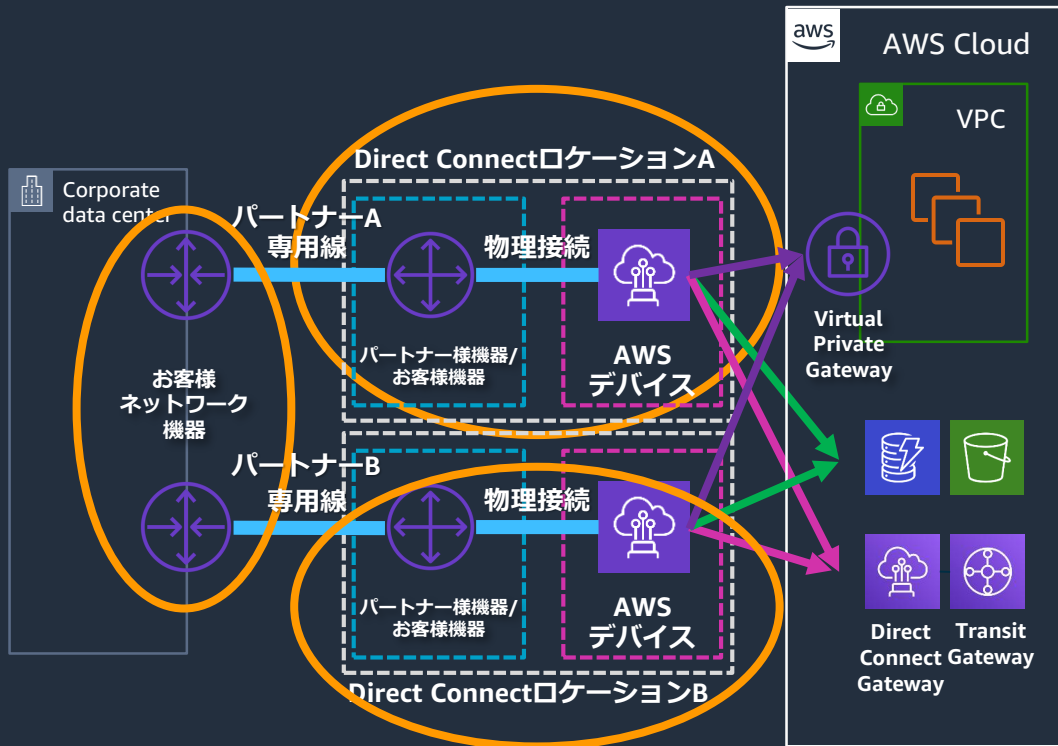 aws
AWS Cloud
VPC
Direct ConnectロケーションA
Corporate
data center
パートナーA
専用線
物理接続
パートナー様機器/
お客様機器
AWS
デバイス
Virtual
Private
Gateway
お客様
ネットワーク
機器
パートナーB
専用線
物理接続
パートナー様機器/
お客様機器
AWS
デバイス
Direct ConnectロケーションB
Direct
Connect
Gateway
Transit
Gateway